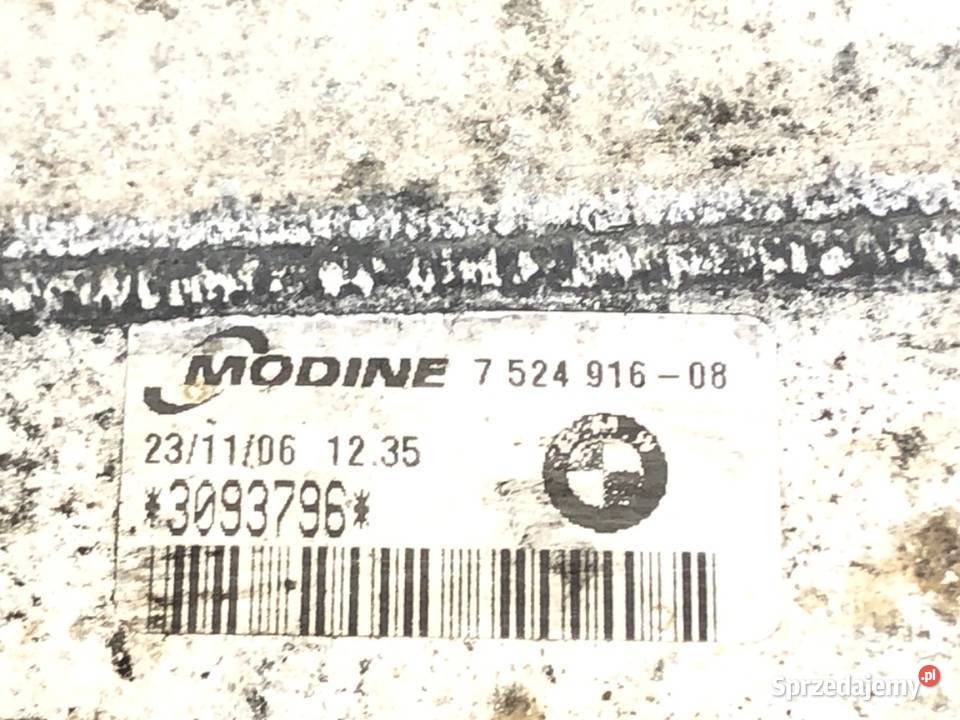 MODINE 7 524 916-08
23/11/06 12.35
*3093796*
Sprzedajemy.pl